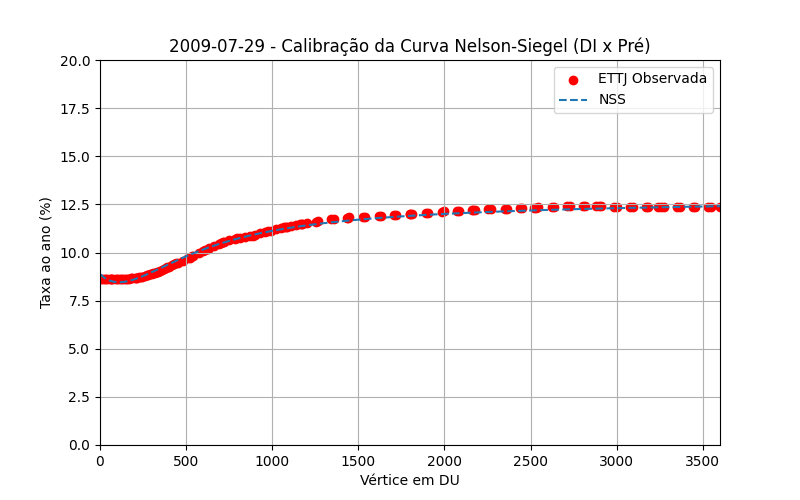 2009-07-29 - Calibração da Curva Nelson-Siegel (DI x Pré)
ETTJ Observada
NSS
Taxa ao ano (%)
20.0
17.5
15.0
12.5
10.0
7.5
5.0
2.5
0.0
0 500 1000 1500 2000 2500 3000 3500
Vértice em DU